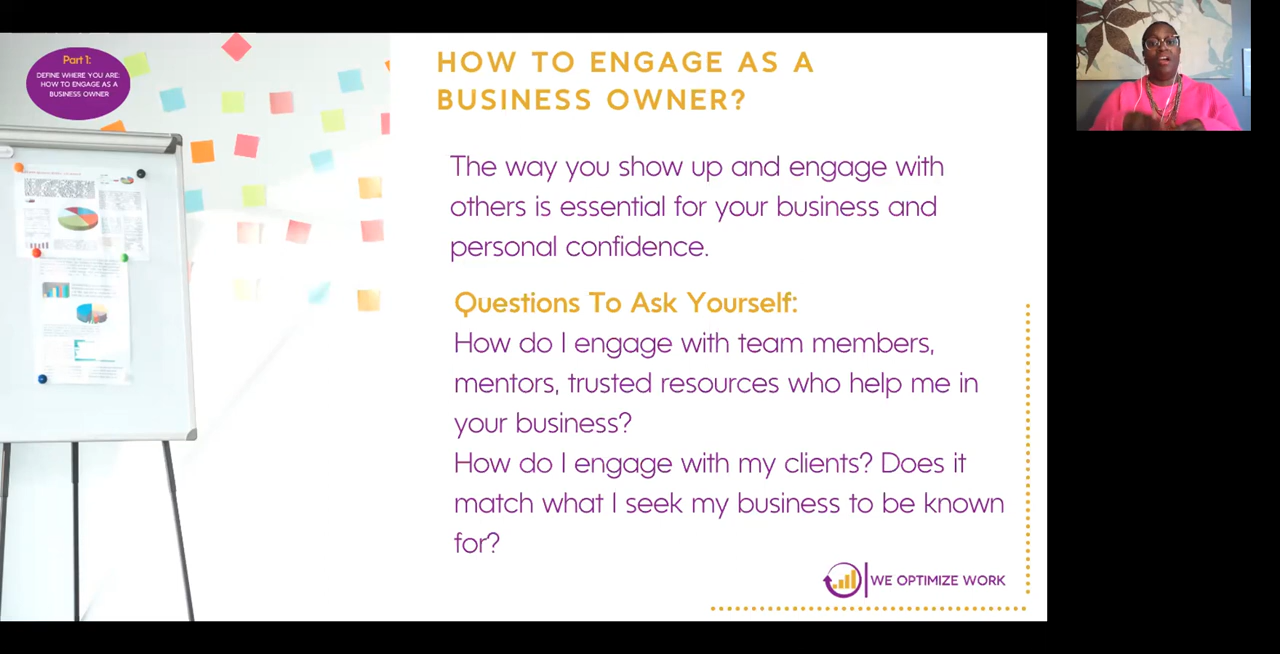 Part 1:
DEFINE WHERE YOU ARE:
HOW TO ENGAGE AS A
BUSINESS OWNER
HOW TO ENGAGE AS A
BUSINESS OWNER?
The way you show up and engage with
others is essential for your business and
personal confidence.
Questions To Ask Yourself:
How do I engage with team members,
mentors, trusted resources who help me in
your business?
How do I engage with my clients? Does it
match what I seek my business to be known
for?
WE OPTIMIZE WORK